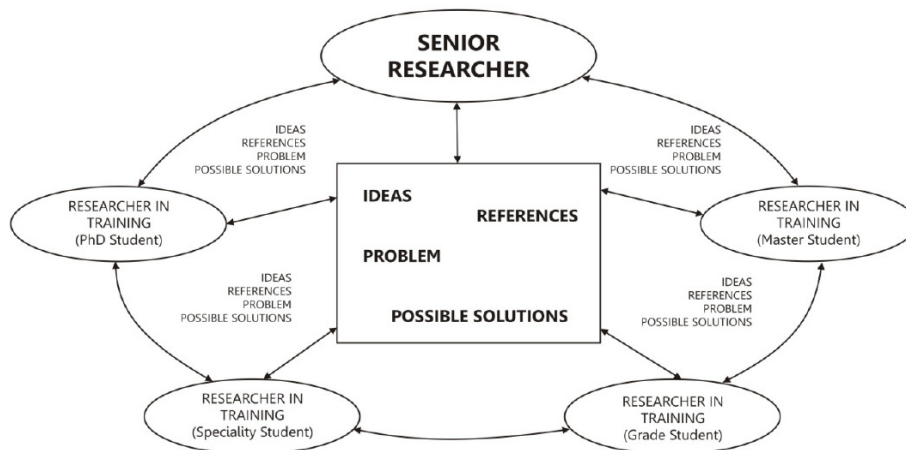 SENIOR
RESEARCHER
IDEAS
REFERENCES
PROBLEM
POSSIBLE SOLUTIONS
IDEAS
REFERENCES
PROBLEM
POSSIBLE SOLUTIONS
RESEARCHER IN
TRAINING
(PhD Student)
IDEAS
REFERENCES
PROBLEM
POSSIBLE SOLUTIONS
RESEARCHER IN
TRAINING
(Master Student)
IDEAS
REFERENCES
PROBLEM
POSSIBLE SOLUTIONS
IDEAS
REFERENCES
PROBLEM
POSSIBLE SOLUTIONS
RESEARCHER IN
TRAINING
(Speciality Student)
RESEARCHER IN
TRAINING
(Grade Student)